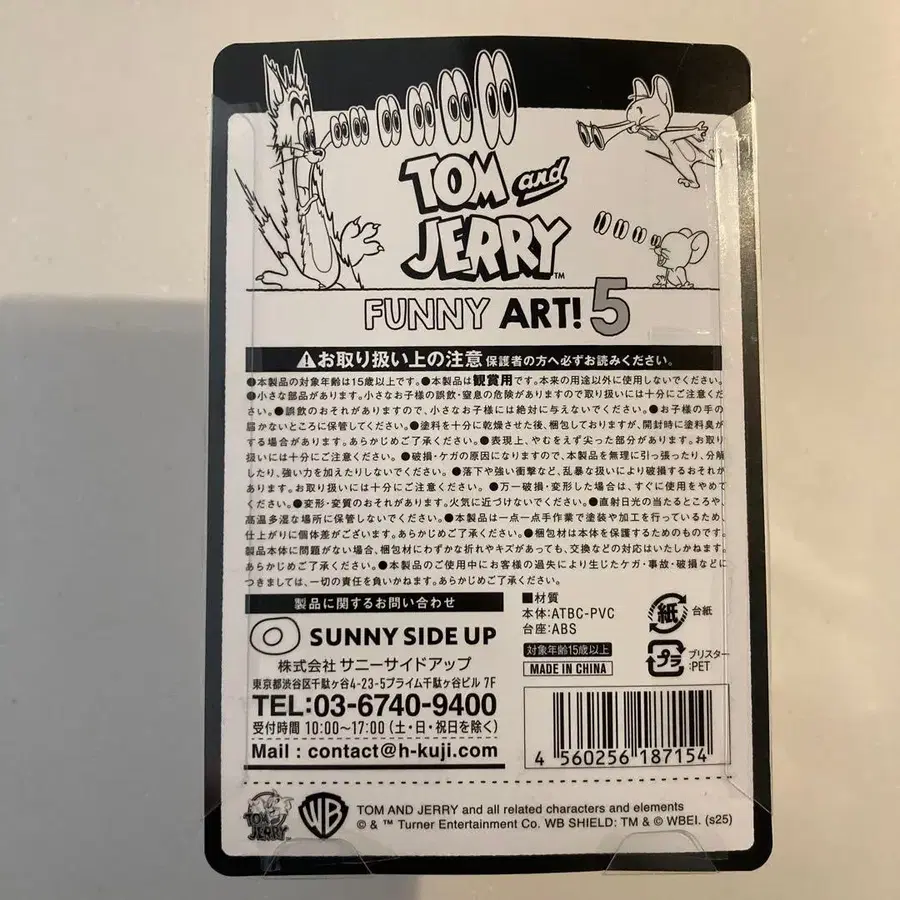 TOM and
JERRY™
FUNNY ART! 5
⚠お取り扱い上の注意 保護者の方へ必ずお読みください。
●本製品の対象年齢は15歳以上です。●本製品は観賞用です。本来の用途以外に使用しないでください。
●小さな部品があります。小さなお子様の誤飲・窒息の危険がありますので取り扱いには十分にご注意くだ
さい。●誤飲のおそれがありますので、小さなお子様には絶対に与えないでください。●お子様の手の
届かないところに保管してください。●塗料を十分に乾燥させた後、梱包しておりますが、開封時に塗料臭が
する場合があります。あらかじめご了承ください。●表現上、やむをえず尖った部分があります。お取り
扱いには十分にご注意ください。●破損・ケガの原因になりますので、本製品を無理に引っ張ったり、分解
したり、強い力を加えたりしないでください。●落下や強い衝撃など、乱暴な扱いにより破損するおそれが
あります。お取り扱いには十分にご注意ください。●万一破損・変形した場合は、すぐに使用をやめて
ください。●変形・変質のおそれがあります。火気に近づけないでください。●直射日光の当たるところや、
高温多湿な場所に保管しないでください。●本製品は一点一点手作業で塗装や加工を行っているため、
仕上がりに個体差がございます。あらかじめご了承ください。●梱包材は本体を保護するためのものです。
製品本体に問題がない場合、梱包材にわずかな折れやキズがあっても、交換などの対応はいたしかねます。
あらかじめご了承ください。●本製品のご使用中にお客様の過失により生じたケガ・事故・破損などに
つきましては、一切の責任を負いかねます。あらかじめご了承ください。
製品に関するお問い合わせ
SUNNY SIDE UP
株式会社 サニーサイドアップ
東京都渋谷区千駄ヶ谷4-23-5プライム千駄ヶ谷ビル 7F
TEL:03-6740-9400
受付時間 10:00〜17:00 (土・日・祝日を除く)
Mail : contact@h-kuji.com
■材質
本体:ATBC-PVC
台座:ABS
対象年齢15歳以上
MADE IN CHINA
紙 台紙
プラ ブリスター
:PET
4 560256 187154
TOM and JERRY
WB
TOM AND JERRY and all related characters and elements
© & ™ Turner Entertainment Co. WB SHIELD: TM & © WBEI. (s25)